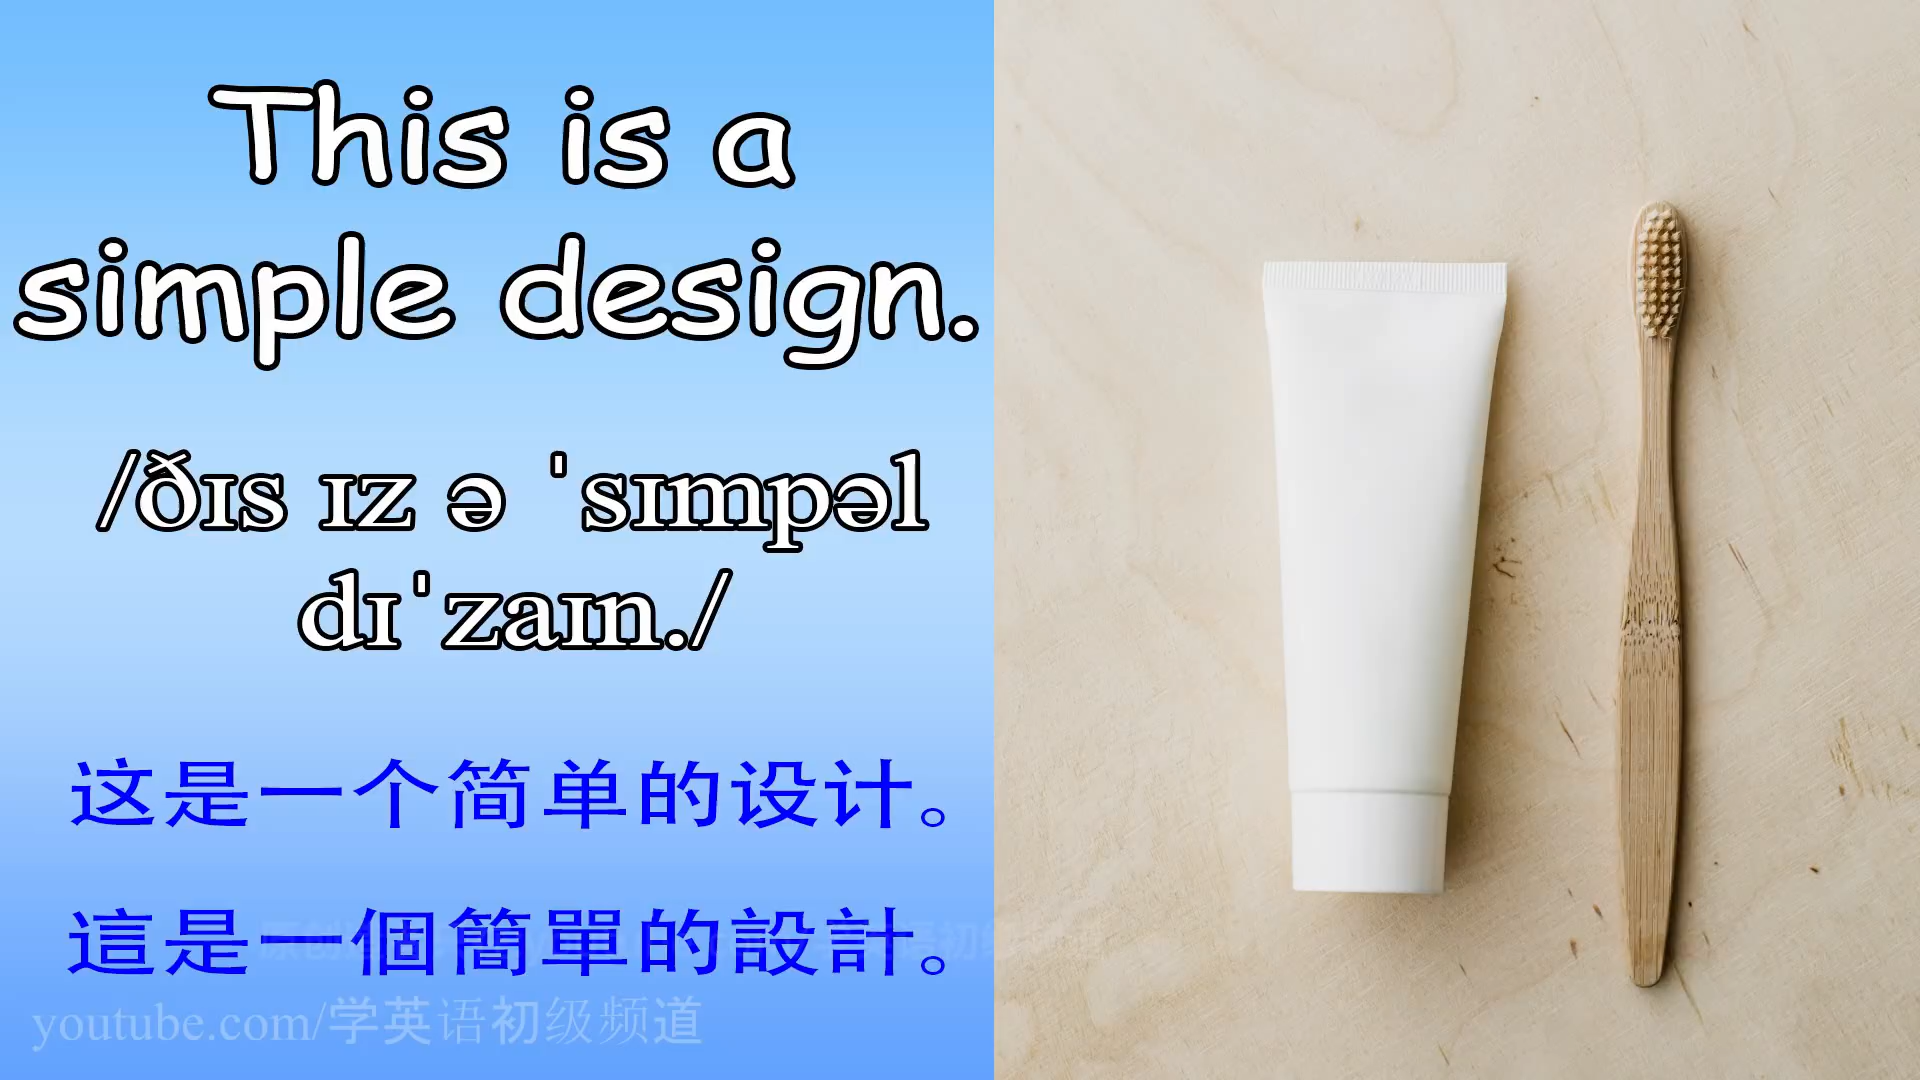 This is a
simple design.
/ðɪs ɪz ə ˈsɪmpəl
dɪˈzaɪn./
这是一个简单的设计。
這是一個簡單的設計。
youtube.com/学英语初级频道